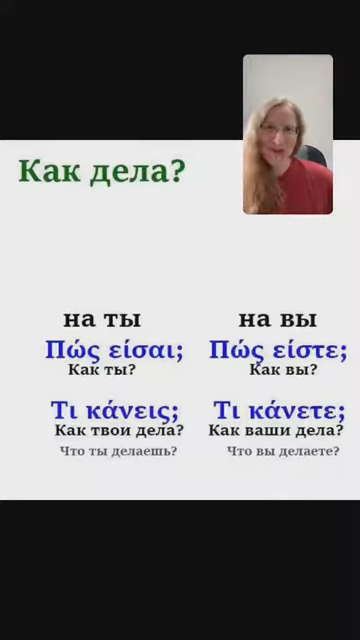 Как дела?
на ты
Πώς είσαι;
Как ты?
Τι κάνεις;
Как твои дела?
Что ты делаешь?
на вы
Πώς είστε;
Как вы?
Τι κάνετε;
Как ваши дела?
Что вы делаете?